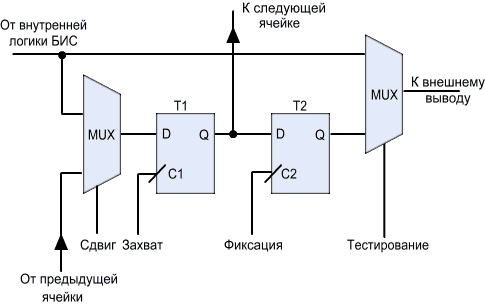 К следующей
ячейке
От внутренней
логики БИС
К внешнему
выводу
MUX
T1
T2
MUX
D
Q
D
Q
C1
C2
Сдвиг
Захват
Фиксация
Тестирование
От предыдущей
ячейки